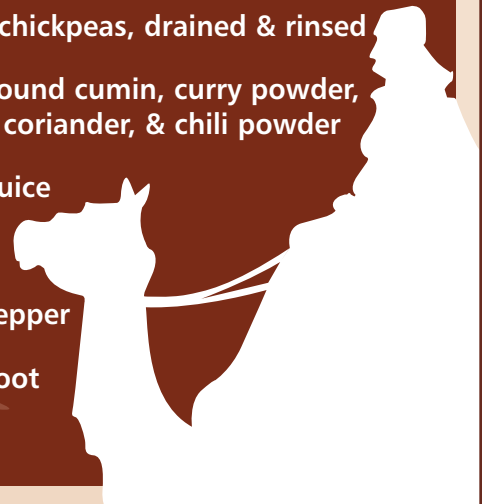 chickpeas, drained & rinsed
ound cumin, curry powder,
coriander, & chili powder
uice
epper
oot